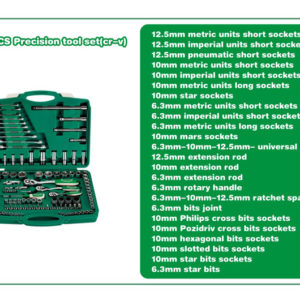 CS Precision tool set(cr-v)
12.5mm metric units short sockets
12.5mm imperial units short sockets
12.5mm pneumatic short sockets
10mm metric units short sockets
10mm imperial units short sockets
10mm metric units long sockets
10mm star sockets
6.3mm metric units short sockets
6.3mm imperial units short sockets
6.3mm metric units long sockets
10mm mars sockets
6.3mm-10mm-12.5mm- universal
12.5mm extension rod
10mm extension rod
6.3mm extension rod
6.3mm rotary handle
6.3mm-10mm-12.5mm ratchet spa
6.3mm bits joint
10mm Philips cross bits sockets
10mm Pozidriv cross bits sockets
10mm hexagonal bits sockets
10mm slotted bits sockets
10mm star bits sockets
6.3mm star bits